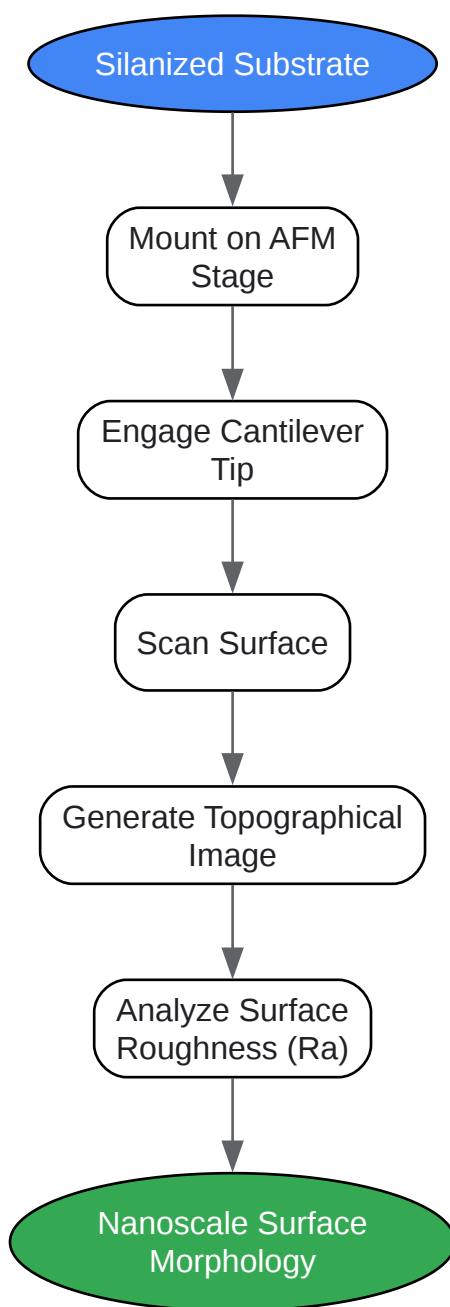 Silanized Substrate
Mount on AFM
Stage
Engage Cantilever
Tip
Scan Surface
Generate Topographical
Image
Analyze Surface
Roughness (Ra)
Nanoscale Surface
Morphology